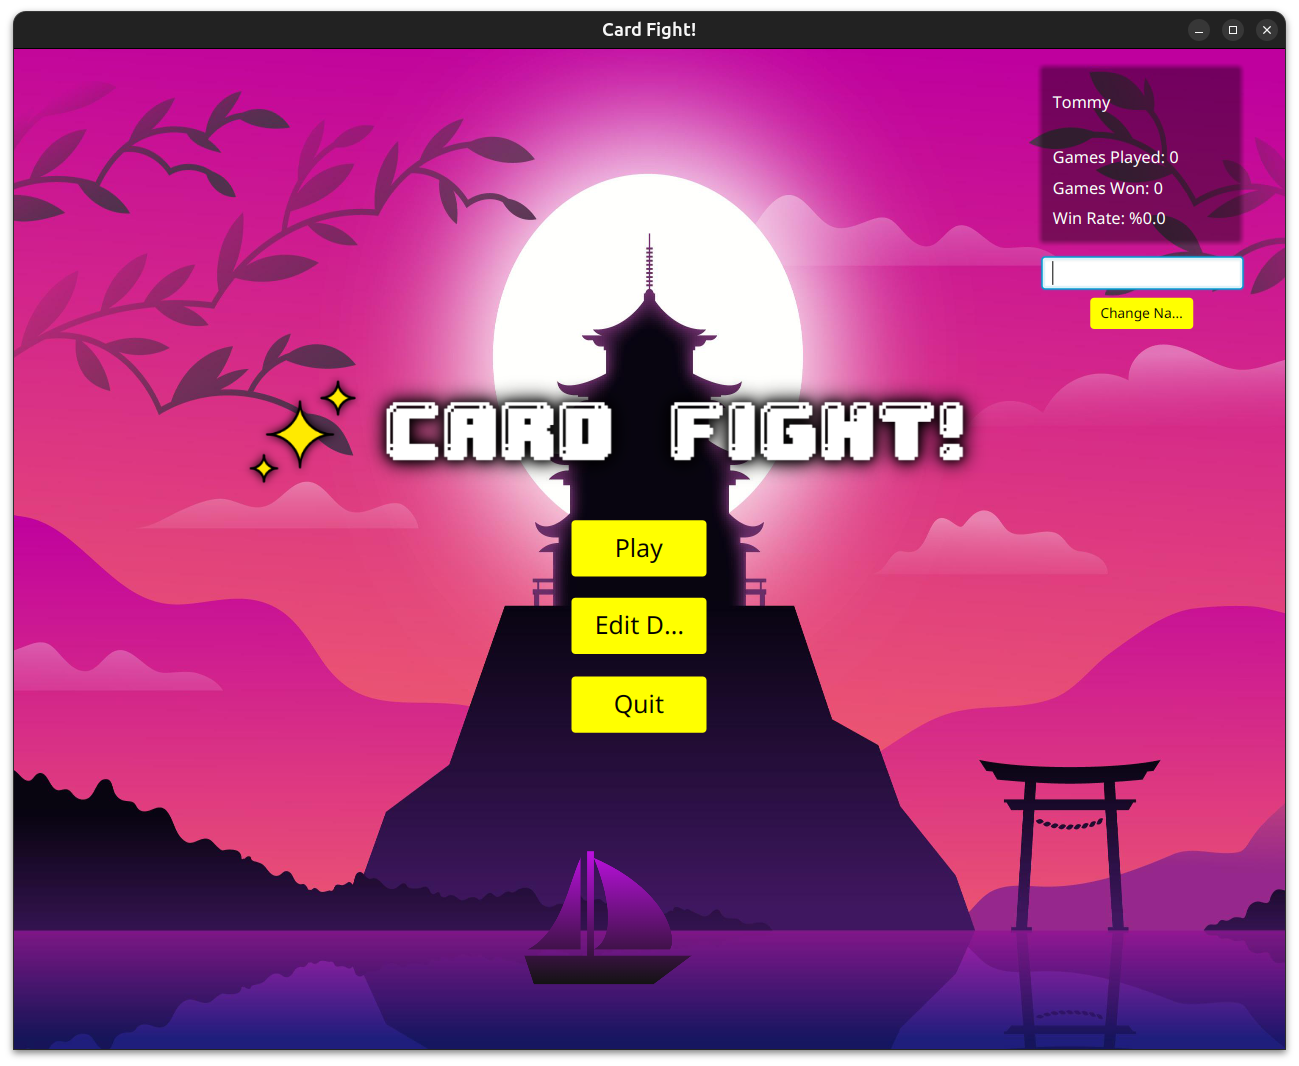 Card Fight!
Tommy
Games Played: 0
Games Won: 0
Win Rate: %0.0
Change Na...
CARD FIGHT!
Play
Edit D...
Quit